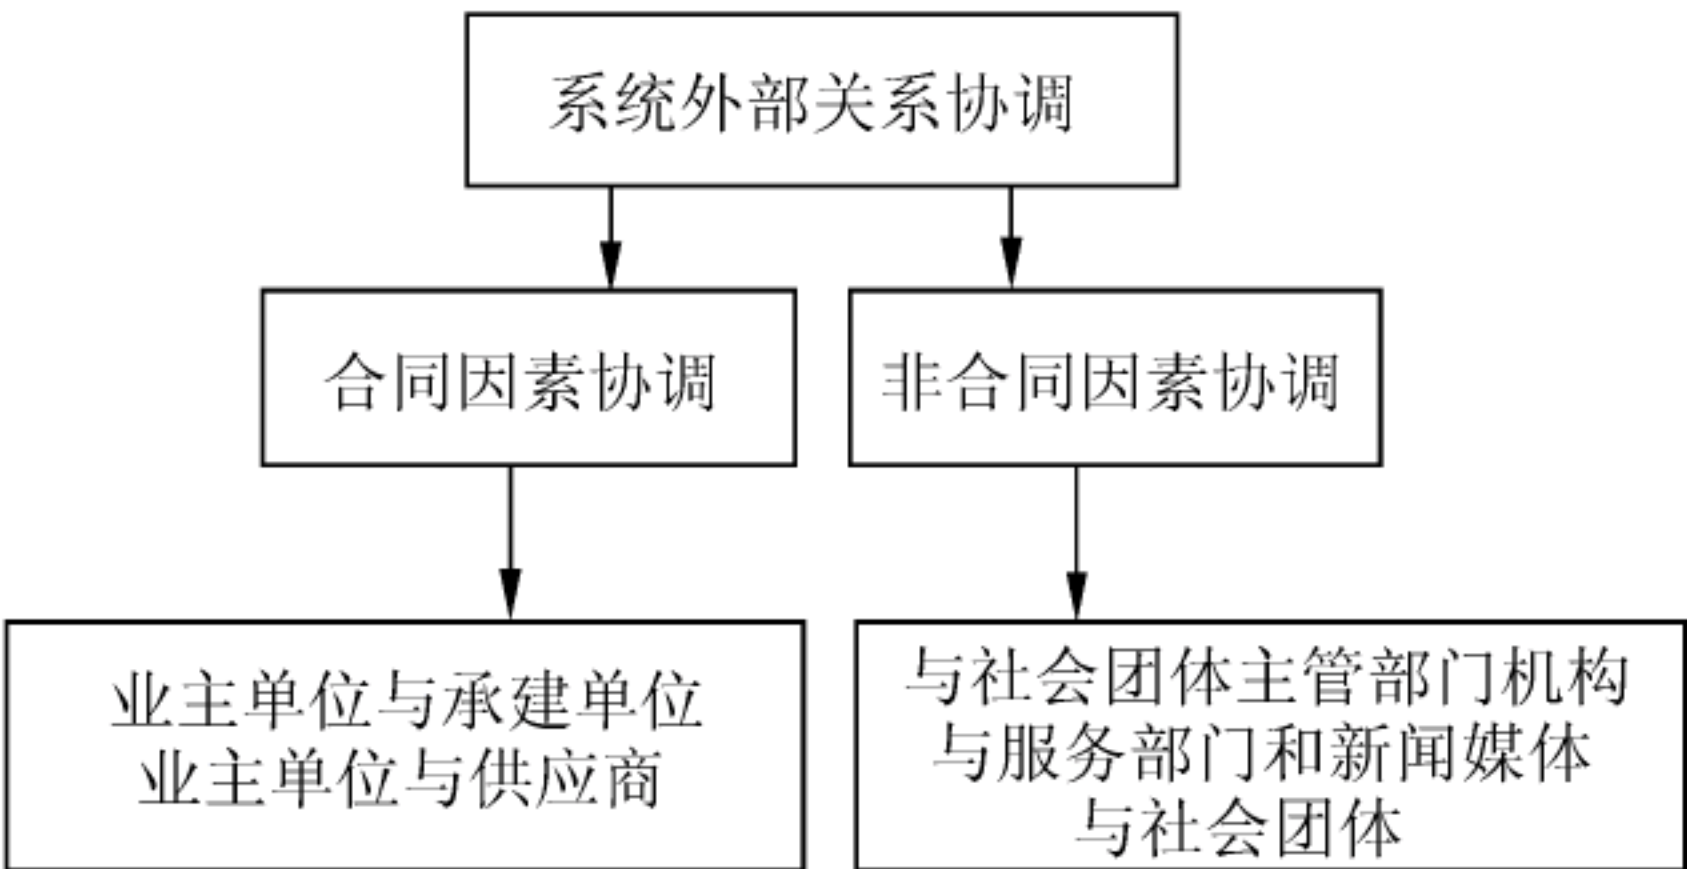 系统外部关系协调
合同因素协调
非合同因素协调
业主单位与承建单位
业主单位与供应商
与社会团体主管部门机构
与服务部门和新闻媒体
与社会团体